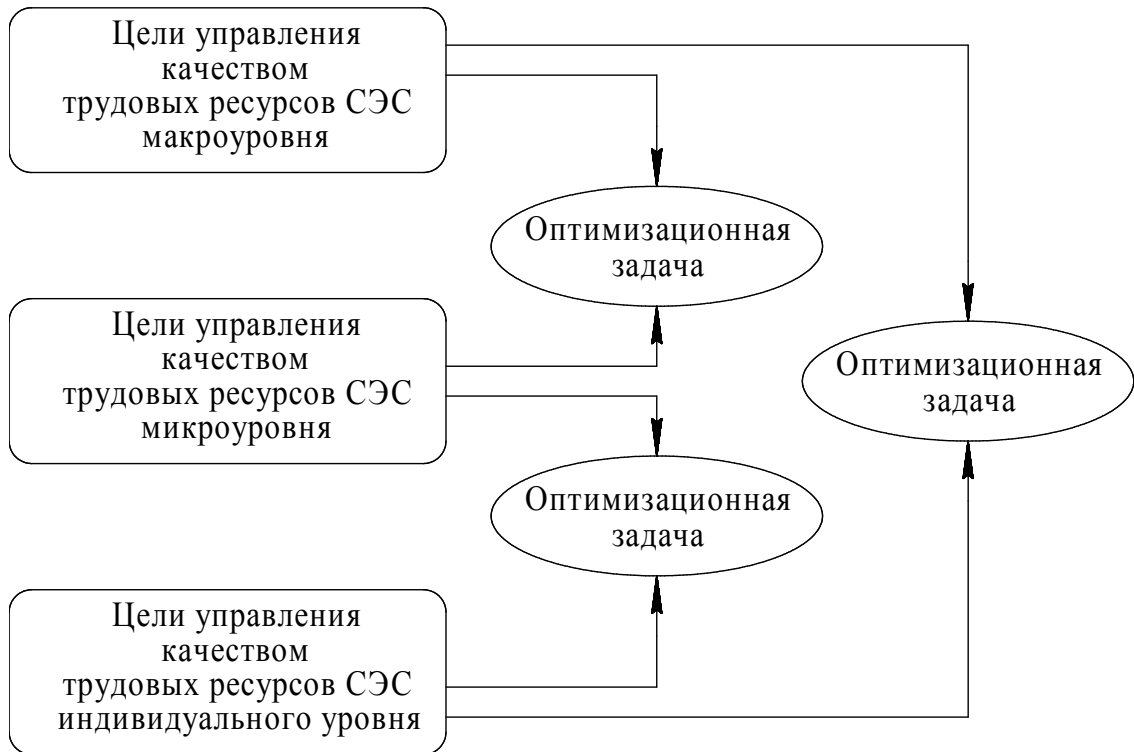 Цели управления
качеством
трудовых ресурсов СЭС
макроуровня
Оптимизационная
задача
Цели управления
качеством
трудовых ресурсов СЭС
микроуровня
Оптимизационная
задача
Оптимизационная
задача
Цели управления
качеством
трудовых ресурсов СЭС
индивидуального уровня